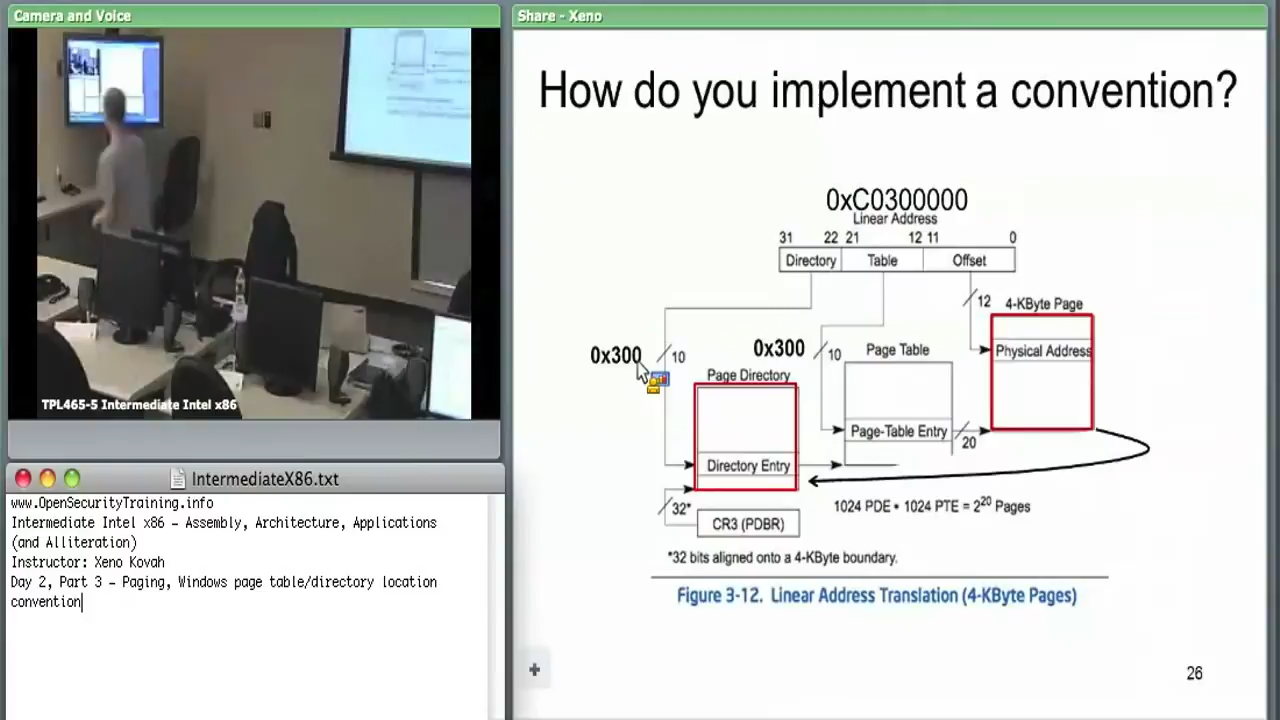 Camera and Voice
TPL465-5 Intermediate Intel x86
IntermediateX86.txt
www.OpenSecurityTraining.info
Intermediate Intel x86 – Assembly, Architecture, Applications
(and Alliteration)
Instructor: Xeno Kovah
Day 2, Part 3 – Paging, Windows page table/directory location
convention
Share - Xeno
How do you implement a convention?
0xC0300000
Linear Address
31 22 21 12 11 0
Directory Table Offset
12 4-KByte Page
0x300 10
0x300 10 Page Table
Physical Address
Page Directory
Page-Table Entry 20
Directory Entry
32*
CR3 (PDBR)
1024 PDE * 1024 PTE = 2^20 Pages
*32 bits aligned onto a 4-KByte boundary.
Figure 3-12. Linear Address Translation (4-KByte Pages)
26